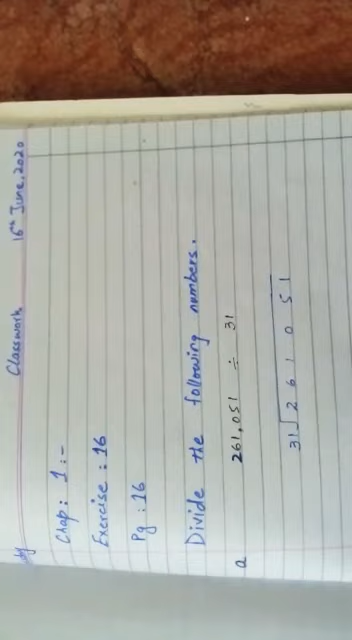 Classwork 16th June, 2020
Chap: 1:-
Exercise : 16
Pg : 16
Divide the following numbers.
a 261,051 ÷ 31
31 2 6 1 0 5 1